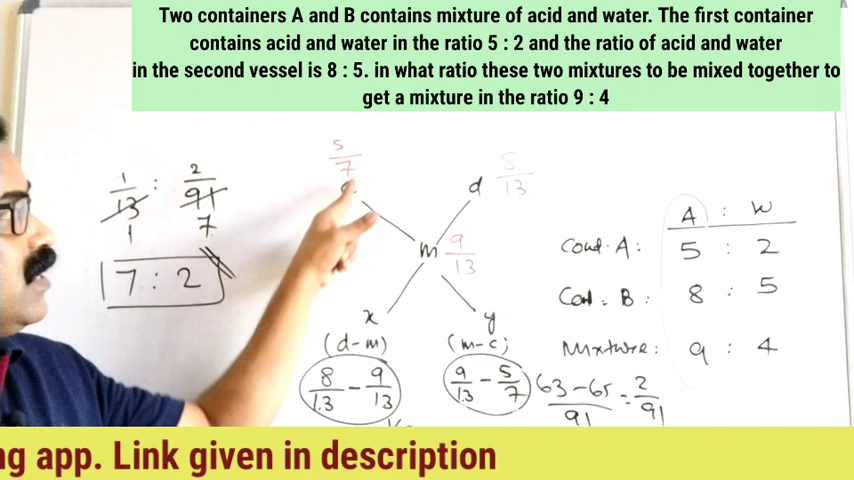 Two containers A and B contains mixture of acid and water. The first container
contains acid and water in the ratio 5 : 2 and the ratio of acid and water
in the second vessel is 8 : 5. in what ratio these two mixtures to be mixed together to
get a mixture in the ratio 9 : 4
1/13 : 2/91
1 7
7 : 2
5/7
d 5/13
m 9/13
x y
(d-m) (m-c)
8/13 - 9/13
9/13 - 5/7
63-65/91 = 2/91
A : W
Cont. A : 5 : 2
Cont. B : 8 : 5
Mixture : 9 : 4
ng app. Link given in description